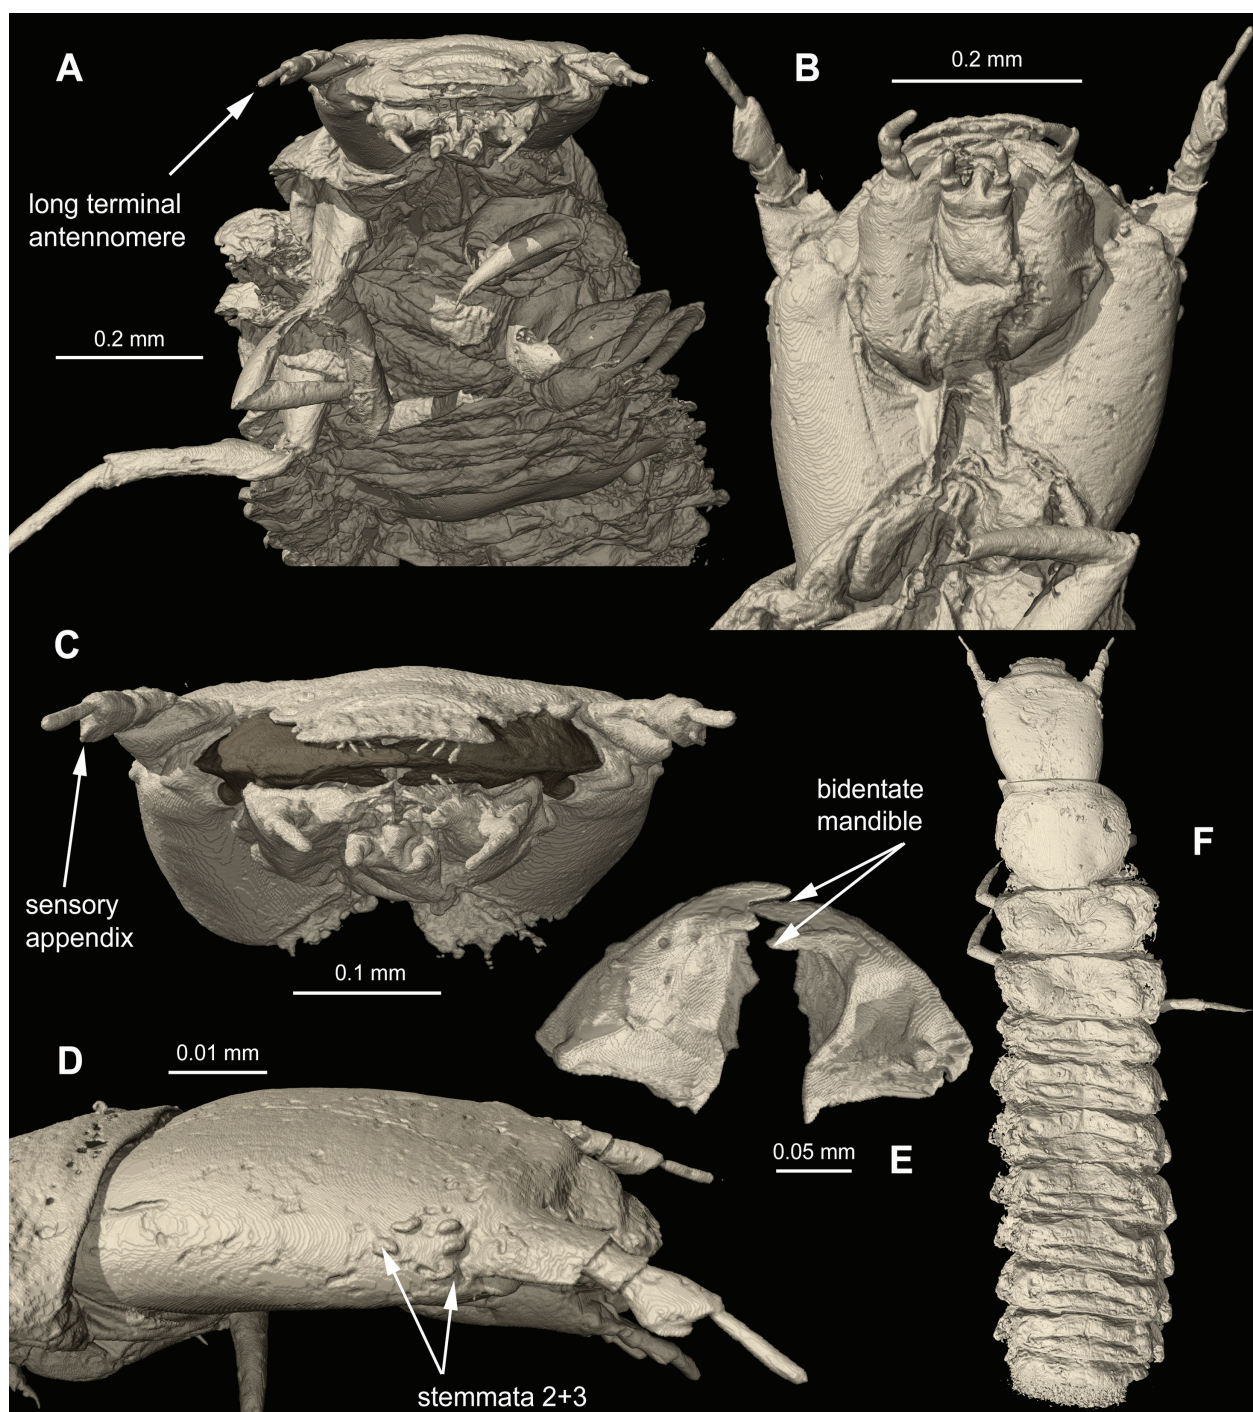 A
long terminal
antennomere
0.2 mm
B
0.2 mm
C
sensory
appendix
0.1 mm
bidentate
mandible
F
D
0.01 mm
0.05 mm
E
stemmata 2+3